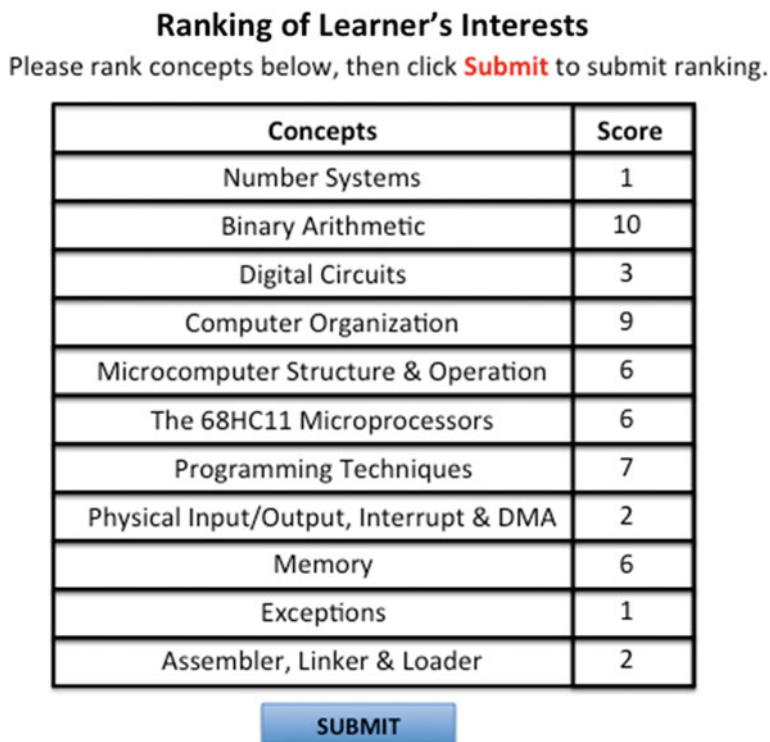 Ranking of Learner's Interests
Please rank concepts below, then click Submit to submit ranking.
Concepts Score
Number Systems 1
Binary Arithmetic 10
Digital Circuits 3
Computer Organization 9
Microcomputer Structure & Operation 6
The 68HC11 Microprocessors 6
Programming Techniques 7
Physical Input/Output, Interrupt & DMA 2
Memory 6
Exceptions 1
Assembler, Linker & Loader 2
SUBMIT